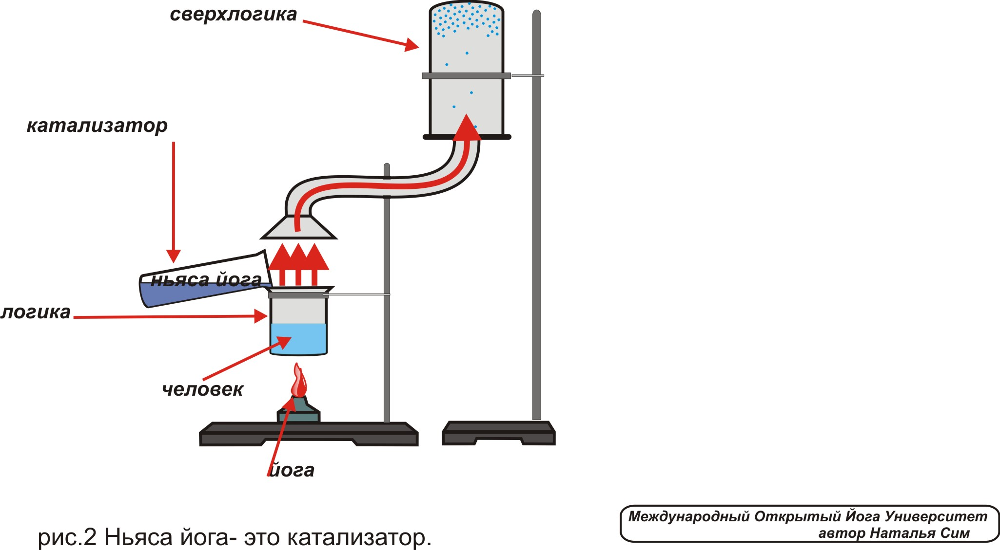 сверхлогика
катализатор
ньяса йога
логика
человек
йога
рис.2 Ньяса йога- это катализатор.
Международный Открытый Йога Университет
автор Наталья Сим